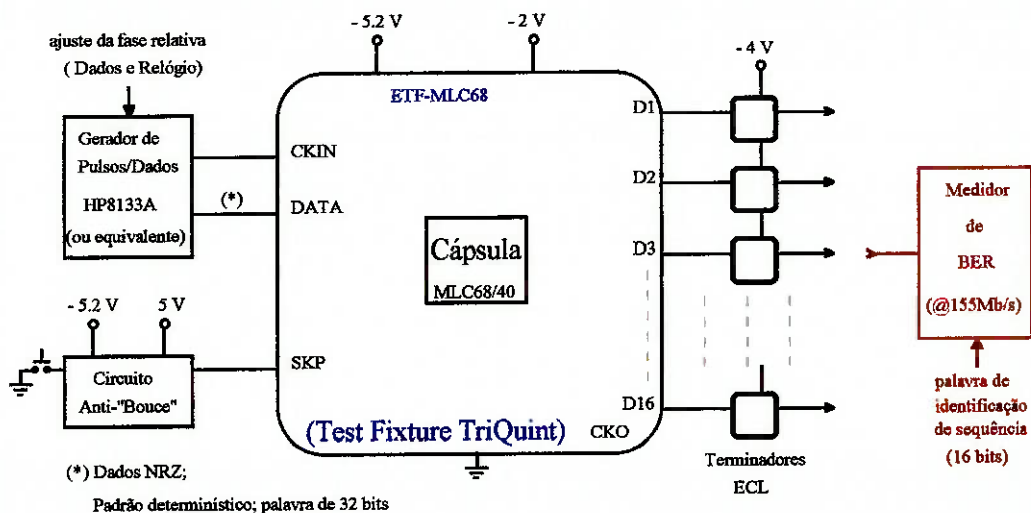 - 5.2 V
- 2 V
ajuste da fase relativa
( Dados e Relógio)
- 4 V
ETF-MLC68
D1
Gerador de
Pulsos/Dados
HP8133A
(ou equivalente)
CKIN
(*)
DATA
D2
D3
Cápsula
MLC68/40
Medidor
de
BER
(@155Mb/s)
- 5.2 V
5 V
Circuito
Anti-"Bouce"
SKP
D16
(Test Fixture TriQuint)
CKO
Terminadores
ECL
palavra de
identificação
de sequência
(16 bits)
(*) Dados NRZ;
Padrão determinístico; palavra de 32 bits